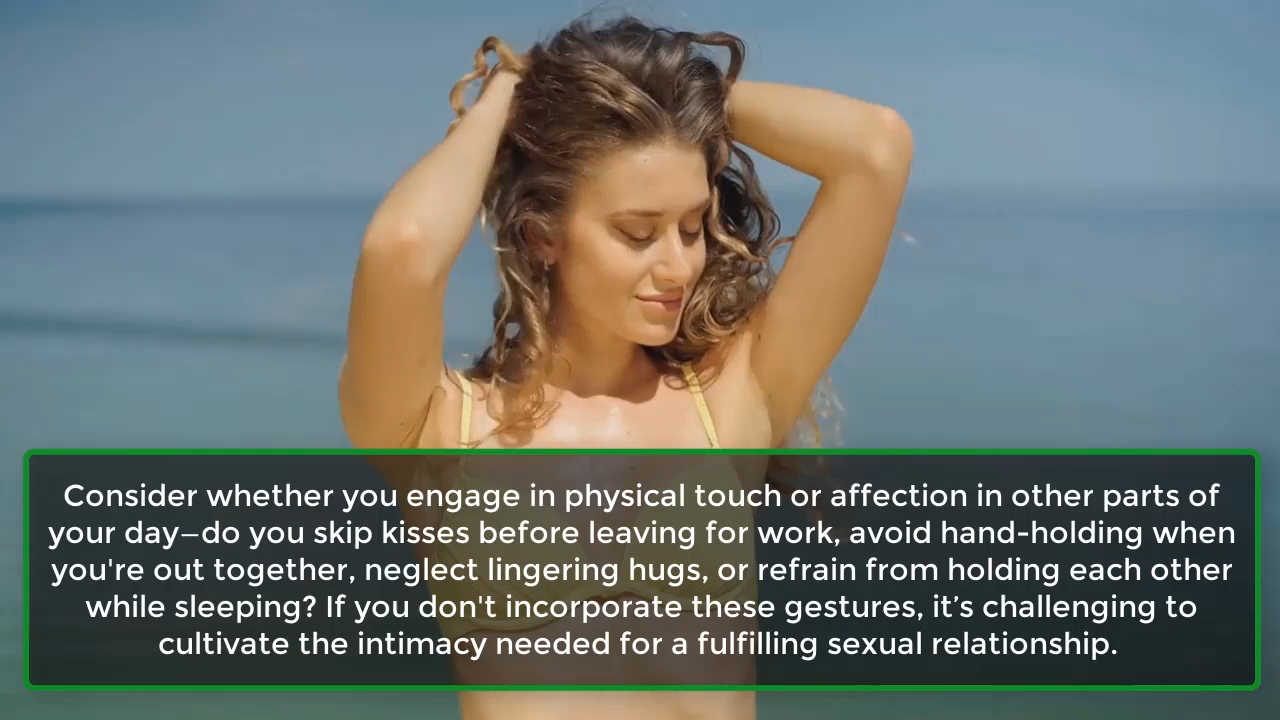 Consider whether you engage in physical touch or affection in other parts of
your day—do you skip kisses before leaving for work, avoid hand-holding when
you're out together, neglect lingering hugs, or refrain from holding each other
while sleeping? If you don't incorporate these gestures, it’s challenging to
cultivate the intimacy needed for a fulfilling sexual relationship.